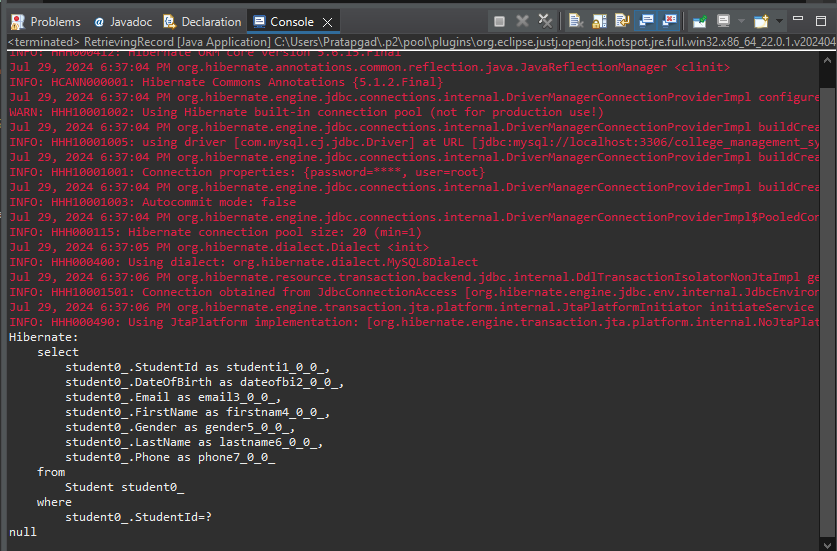 Problems Javadoc Declaration Console
<terminated> RetrievingRecord [Java Application] C:\Users\Pratapgad\.p2\pool\plugins\org.eclipse.justj.openjdk.hotspot.jre.full.win32.x86_64_22.0.1.v202404
INFO: HHH000412: Hibernate ORM core version 5.6.15.Final
Jul 29, 2024 6:37:04 PM org.hibernate.annotations.common.reflection.java.JavaReflectionManager <clinit>
INFO: HCANN000001: Hibernate Commons Annotations {5.1.2.Final}
Jul 29, 2024 6:37:04 PM org.hibernate.engine.jdbc.connections.internal.DriverManagerConnectionProviderImpl configure
WARN: HHH10001002: Using Hibernate built-in connection pool (not for production use!)
Jul 29, 2024 6:37:04 PM org.hibernate.engine.jdbc.connections.internal.DriverManagerConnectionProviderImpl buildCrea
INFO: HHH10001005: using driver [com.mysql.cj.jdbc.Driver] at URL [jdbc:mysql://localhost:3306/college_management_sy
Jul 29, 2024 6:37:04 PM org.hibernate.engine.jdbc.connections.internal.DriverManagerConnectionProviderImpl buildCrea
INFO: HHH10001001: Connection properties: {password=****, user=root}
Jul 29, 2024 6:37:04 PM org.hibernate.engine.jdbc.connections.internal.DriverManagerConnectionProviderImpl buildCrea
INFO: HHH10001003: Autocommit mode: false
Jul 29, 2024 6:37:04 PM org.hibernate.engine.jdbc.connections.internal.DriverManagerConnectionProviderImpl$PooledCon
INFO: HHH000115: Hibernate connection pool size: 20 (min=1)
Jul 29, 2024 6:37:05 PM org.hibernate.dialect.Dialect <init>
INFO: HHH000400: Using dialect: org.hibernate.dialect.MySQL8Dialect
Jul 29, 2024 6:37:06 PM org.hibernate.resource.transaction.backend.jdbc.internal.DdlTransactionIsolatorNonJtaImpl ge
INFO: HHH10001501: Connection obtained from JdbcConnectionAccess [org.hibernate.engine.jdbc.env.internal.JdbcEnviron
Jul 29, 2024 6:37:06 PM org.hibernate.engine.transaction.jta.platform.internal.JtaPlatformInitiator initiateService
INFO: HHH000490: Using JtaPlatform implementation: [org.hibernate.engine.transaction.jta.platform.internal.NoJtaPlat
Hibernate:
select
student0_.StudentId as studenti1_0_0_,
student0_.DateOfBirth as dateofbi2_0_0_,
student0_.Email as email3_0_0_,
student0_.FirstName as firstnam4_0_0_,
student0_.Gender as gender5_0_0_,
student0_.LastName as lastname6_0_0_,
student0_.Phone as phone7_0_0_
from
Student student0_
where
student0_.StudentId=?
null